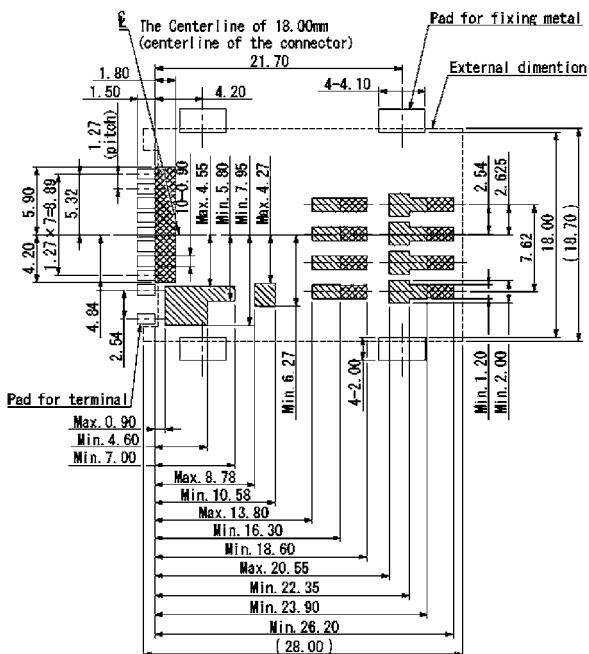 ℄ The Centerline of 18.00mm
(centerline of the connector)
Pad for fixing metal
External dimention
21.70
1.80
4-4.10
1.50
4.20
1.27
(pitch)
5.90
5.32
1.27×7=8.89
4.20
4.84
2.54
10-0.90
Max.4.55
Min.5.80
Min.7.95
Max.4.27
Min.6.27
2.54
2.625
7.62
18.00
(18.70)
4-2.00
Min.1.20
Min.2.00
Pad for terminal
Max.0.90
Min.4.60
Min.7.00
Max.8.78
Min.10.58
Max.13.80
Min.16.30
Min.18.60
Max.20.55
Min.22.35
Min.23.90
Min.26.20
(28.00)